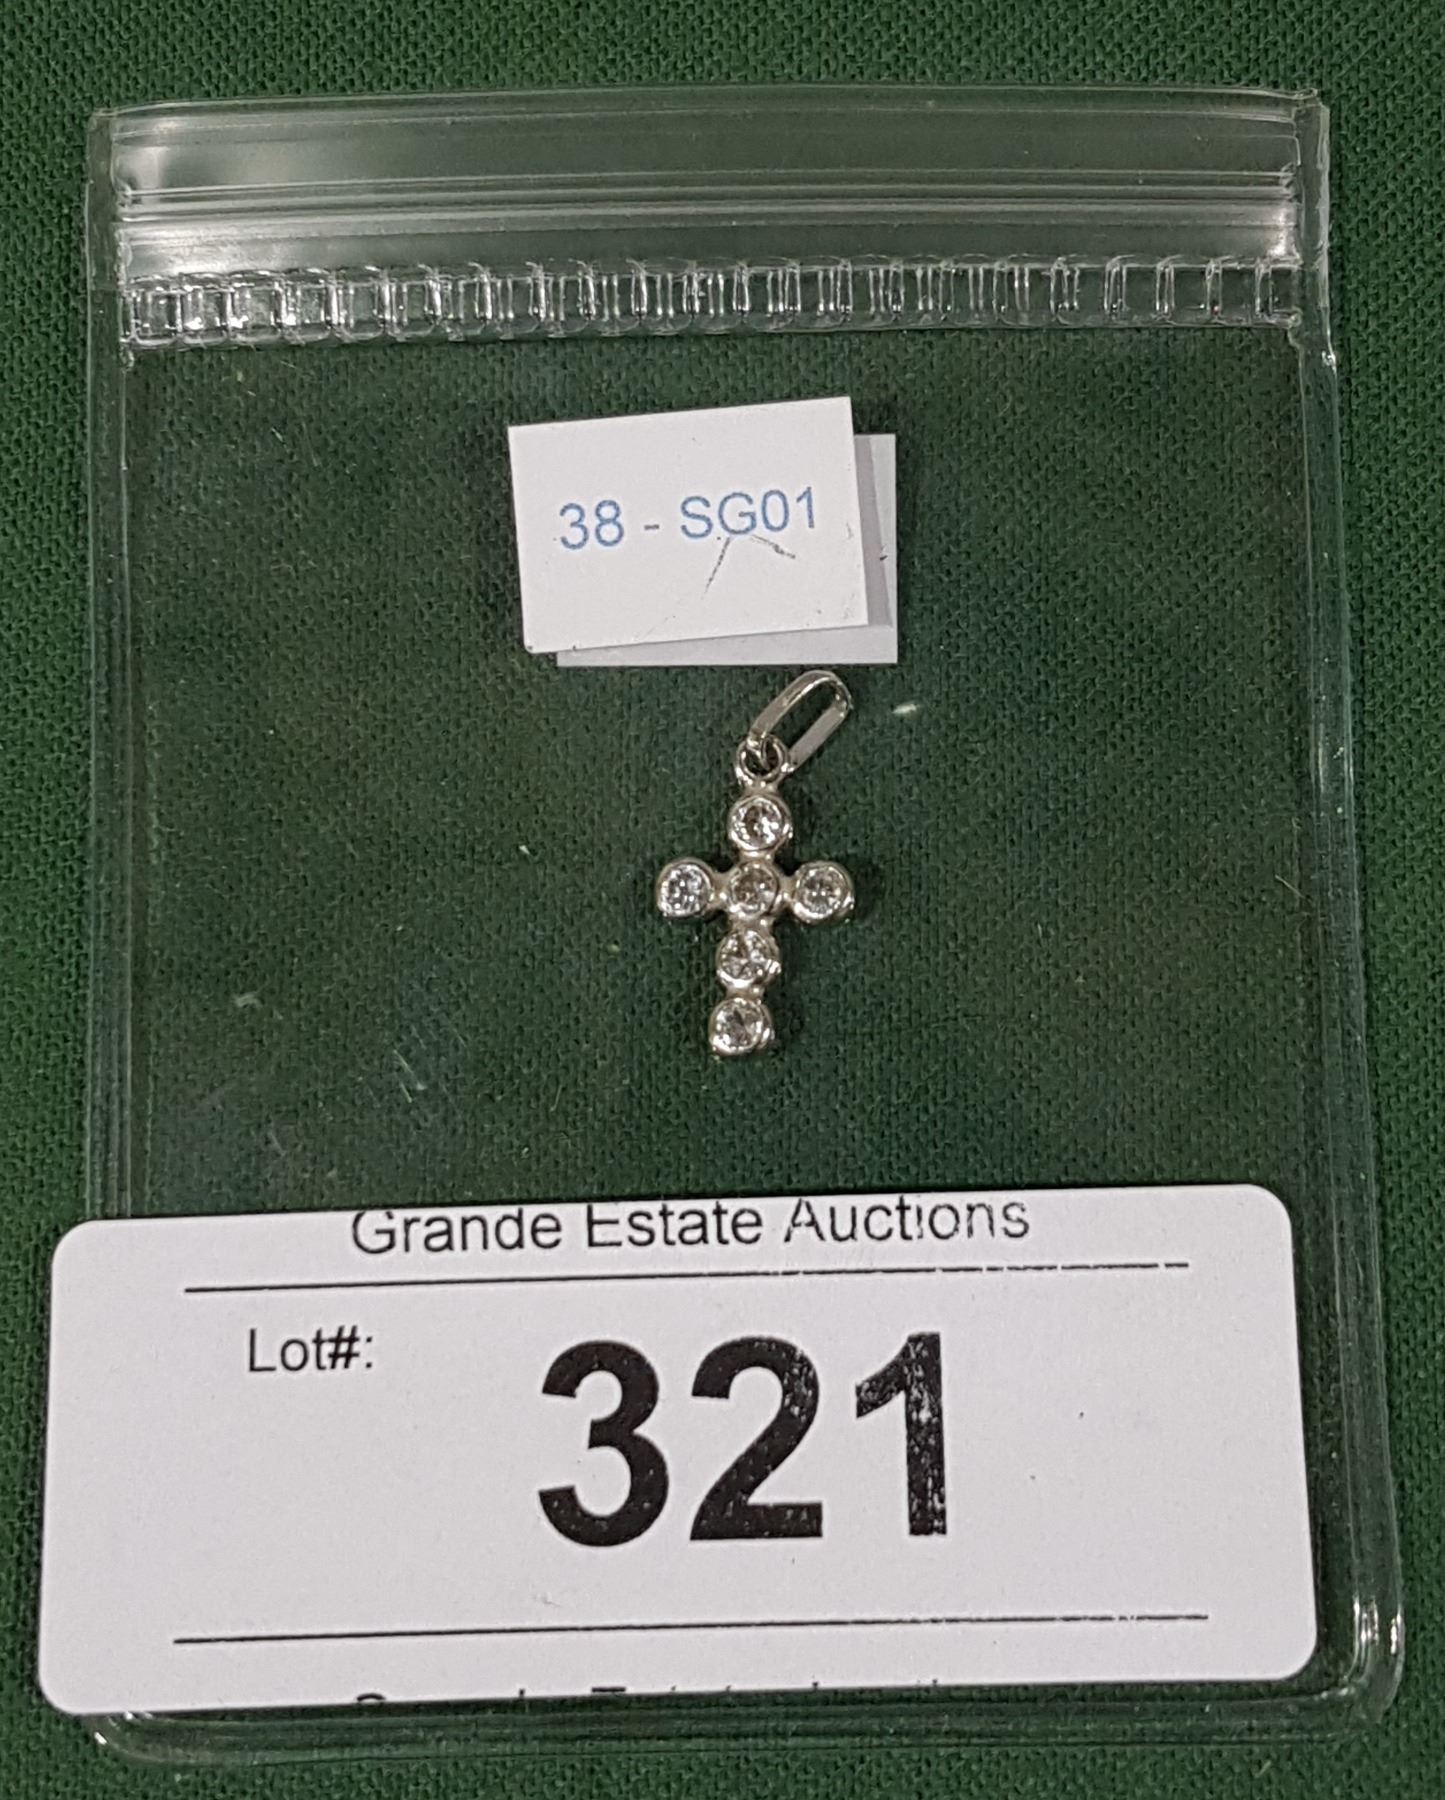 38 - SG01
Grande Estate Auctions
Lot#:
321